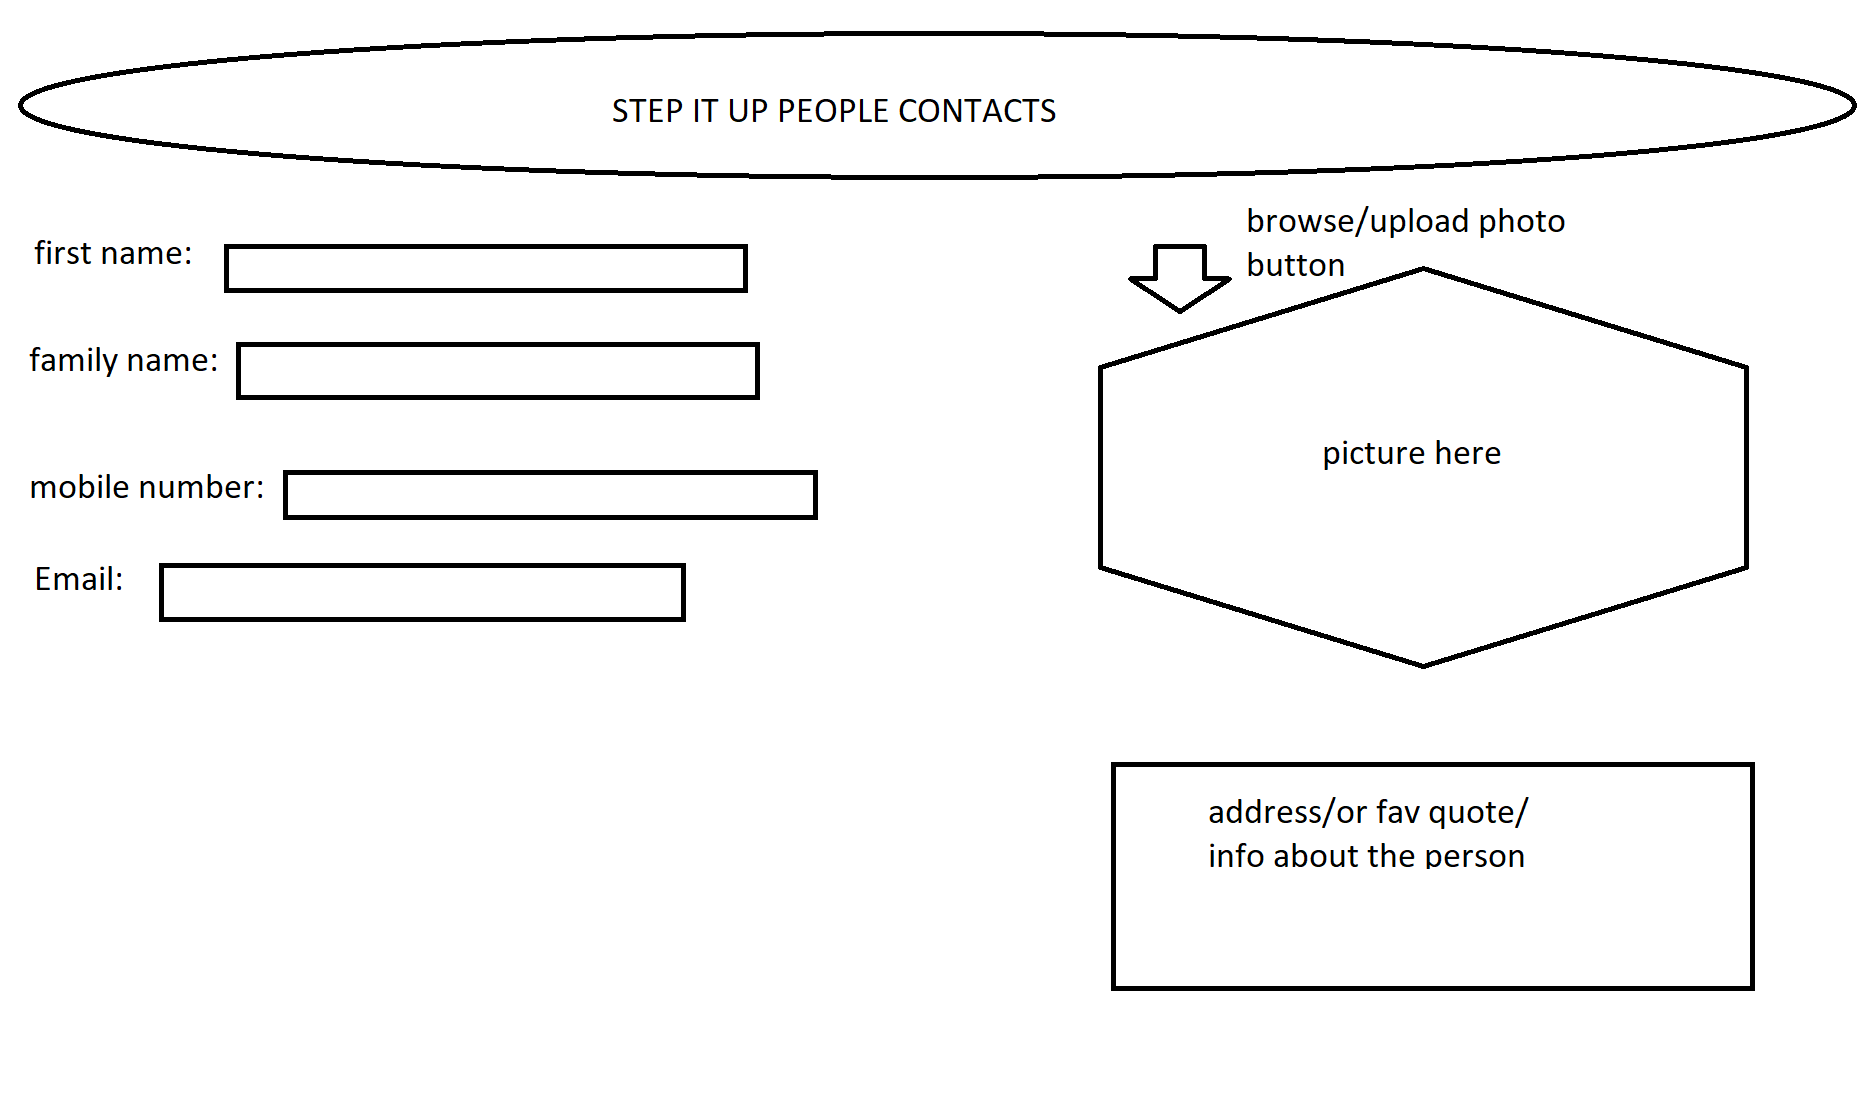 STEP IT UP PEOPLE CONTACTS
first name:
family name:
mobile number:
Email:
browse/upload photo
button
picture here
address/or fav quote/
info about the person